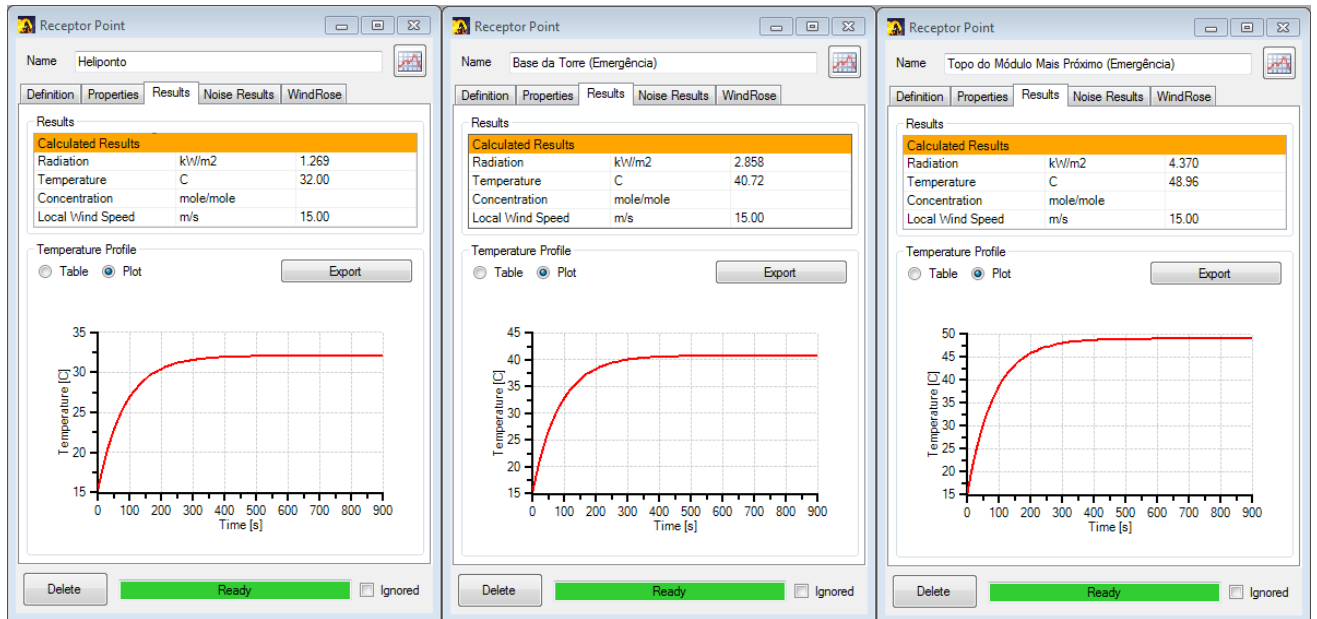 Receptor Point
Name Heliponto
Definition Properties Results Noise Results WindRose
Results
Calculated Results
Radiation kW/m2 1.269
Temperature C 32.00
Concentration mole/mole
Local Wind Speed m/s 15.00
Temperature Profile
Table Plot Export
35
30
25
20
15
Temperature [C]
0 100 200 300 400 500 600 700 800 900
Time [s]
Delete Ready Ignored
Receptor Point
Name Base da Torre (Emergência)
Definition Properties Results Noise Results WindRose
Results
Calculated Results
Radiation kW/m2 2.858
Temperature C 40.72
Concentration mole/mole
Local Wind Speed m/s 15.00
Temperature Profile
Table Plot Export
45
40
35
30
25
20
15
Temperature [C]
0 100 200 300 400 500 600 700 800 900
Time [s]
Delete Ready Ignored
Receptor Point
Name Topo do Módulo Mais Próximo (Emergência)
Definition Properties Results Noise Results WindRose
Results
Calculated Results
Radiation kW/m2 4.370
Temperature C 48.96
Concentration mole/mole
Local Wind Speed m/s 15.00
Temperature Profile
Table Plot Export
50
45
40
35
30
25
20
15
Temperature [C]
0 100 200 300 400 500 600 700 800 900
Time [s]
Delete Ready Ignored